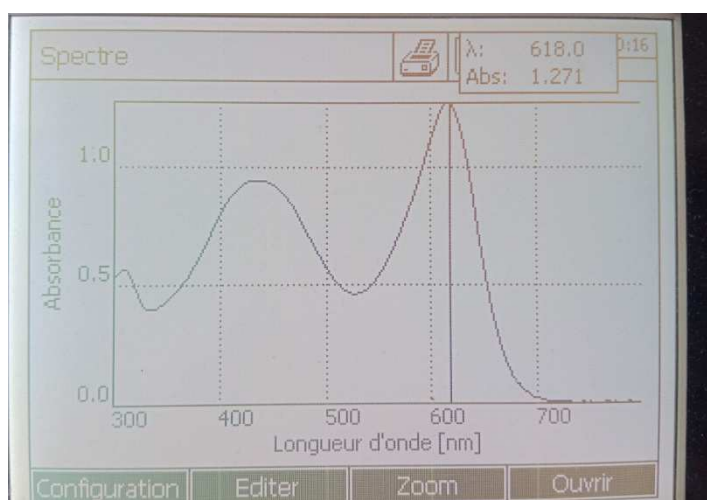 Spectre
λ: 618.0
Abs: 1.271
:16
Absorbance
1.0
0.5
0.0
300 400 500 600 700
Longueur d'onde [nm]
Configuration Editer Zoom Ouvrir